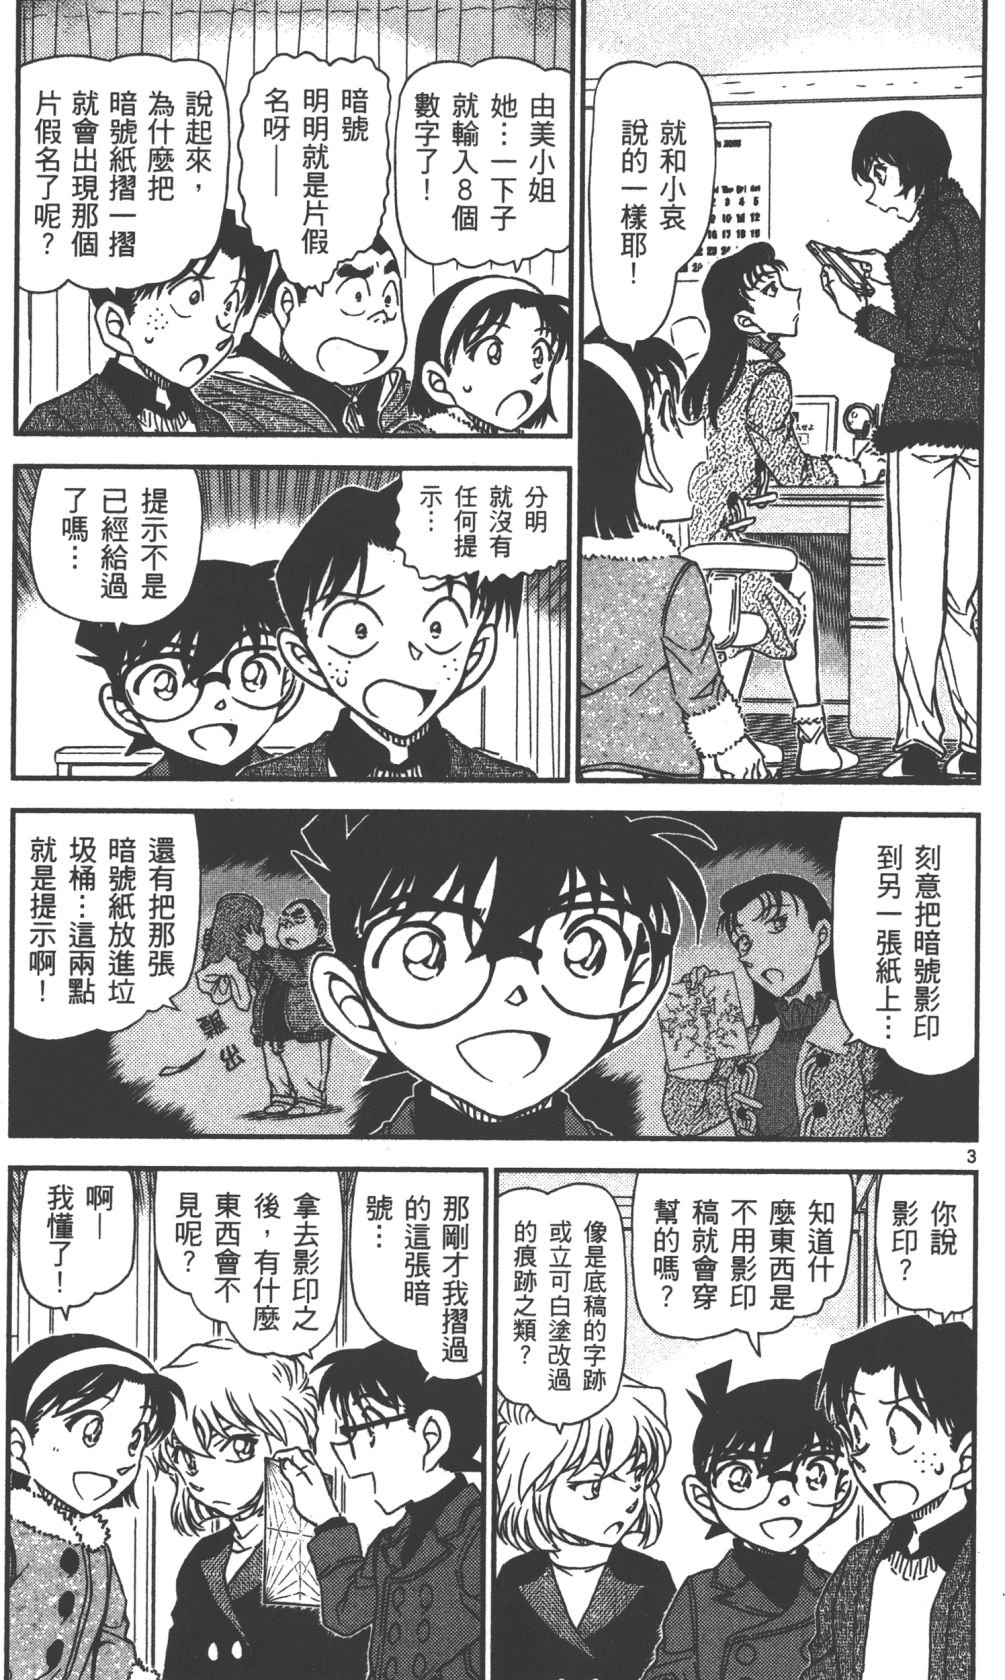 就和小哀
說的一樣耶！
由美小姐
她…一下子
就輸入8個
數字了！
暗號
明明就是片假
名呀——
說起來，
為什麼把
暗號紙摺一摺
就會出現那個
片假名了呢？
分明
就沒有
任何提
示…
提示不是
已經給過
了嗎…
刻意把暗號影印
到另一張紙上…
還有把那張
暗號紙放進垃
圾桶…這兩點
就是提示啊！
3
你說
影印？
知道什
麼東西是
不用影印
稿就會穿
幫的嗎？
像是底稿的字跡
或立可白塗改過
的痕跡之類？
那剛才我摺過
的這張暗
號…
拿去影印之
後，有什麼
東西會不
見呢？
啊—
我懂了！